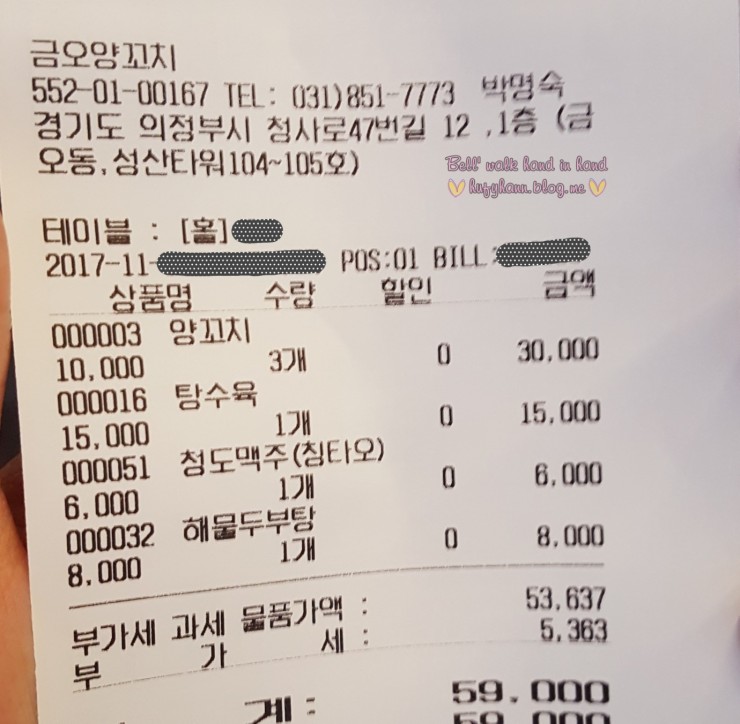 금오양꼬치
552-01-00167 TEL: 031)851-7773 박명숙
경기도 의정부시 청사로47번길 12 ,1층 (금
오동,성산타워104~105호)
Bell' walk hand in hand
hufyhann.blog.me
테이블 : [홀]
2017-11- POS:01 BILL:
상품명 수량 할인 금액
000003 양꼬치
10,000 3개 0 30,000
000016 탕수육
15,000 1개 0 15,000
000051 청도맥주(칭타오)
6,000 1개 0 6,000
000032 해물두부탕
8,000 1개 0 8,000
부가세 과세 물품가액 : 53,637
부 가 세 : 5,363
계 : 59,000